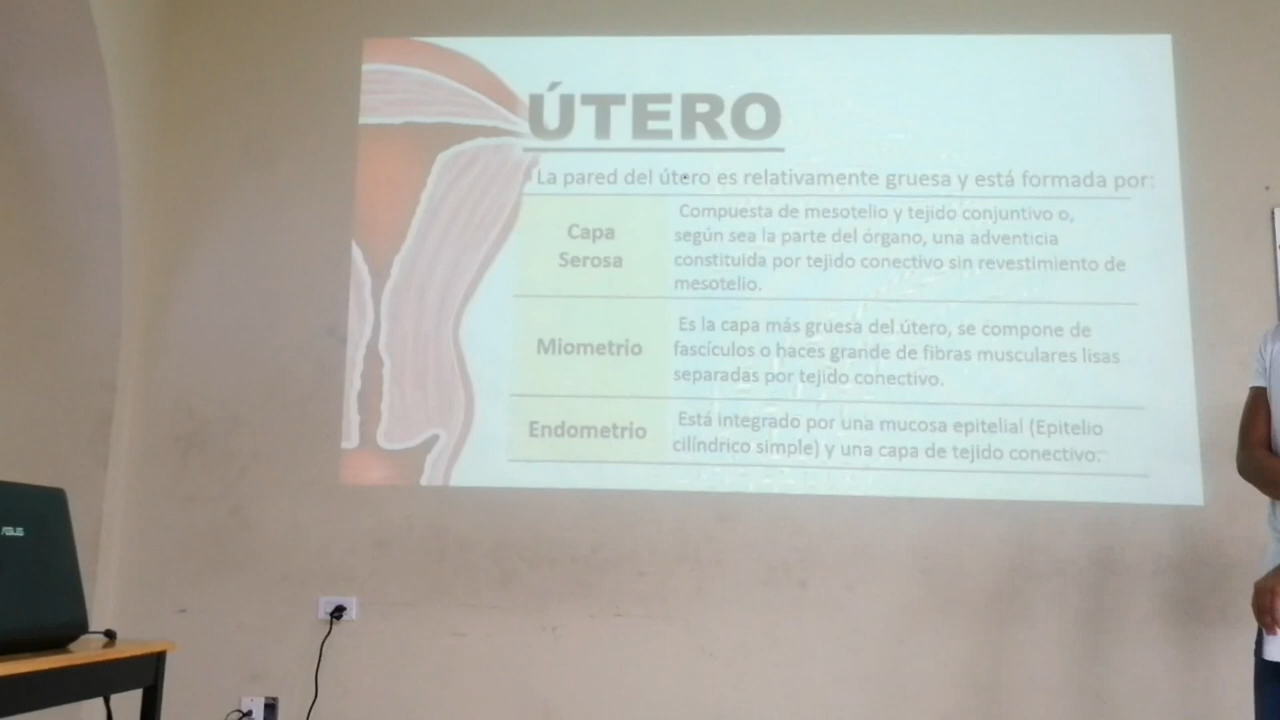 ÚTERO
La pared del útero es relativamente gruesa y está formada por:
Capa
Serosa
Compuesta de mesotelio y tejido conjuntivo o,
según sea la parte del órgano, una adventicia
constituida por tejido conectivo sin revestimiento de
mesotelio.
Miometrio
Es la capa más gruesa del útero, se compone de
fascículos o haces grande de fibras musculares lisas
separadas por tejido conectivo.
Endometrio
Está integrado por una mucosa epitelial (Epitelio
cilíndrico simple) y una capa de tejido conectivo.
ASUS